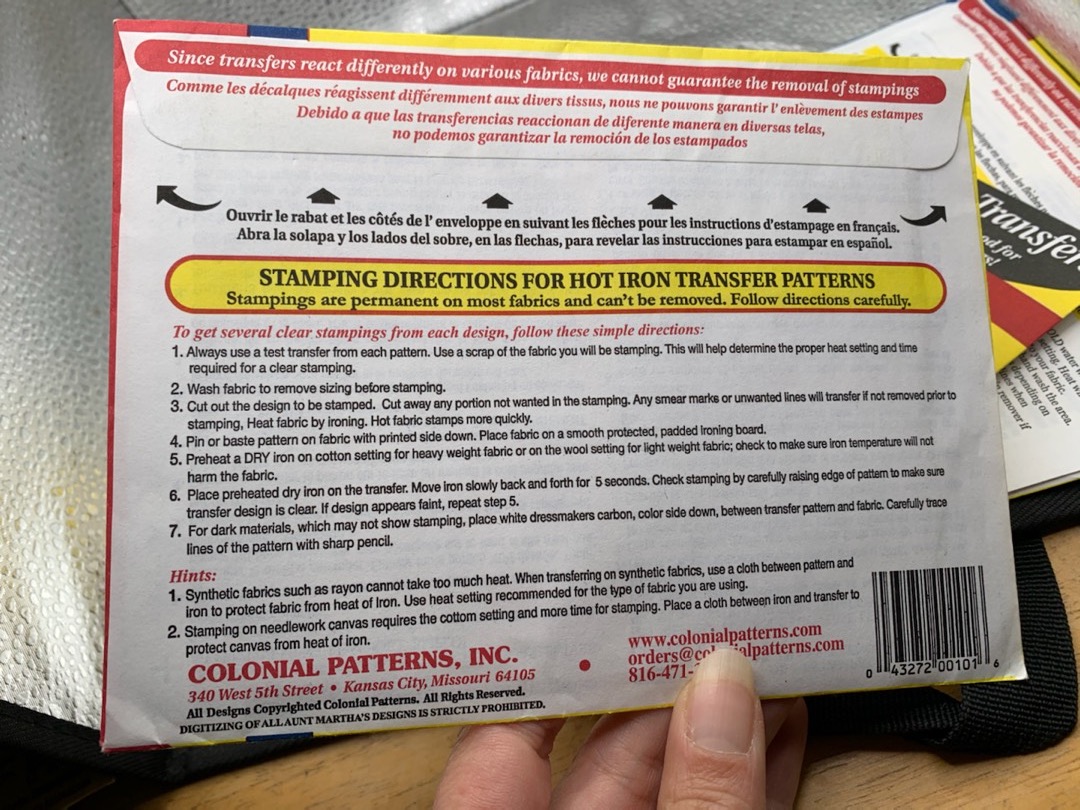 Since transfers react differently on various fabrics, we cannot guarantee the removal of stampings
Comme les décalques réagissent différemment aux divers tissus, nous ne pouvons garantir l' enlèvement des estampes
Debido a que las transferencias reaccionan de diferente manera en diversas telas,
no podemos garantizar la remoción de los estampados
Ouvrir le rabat et les côtés de l' enveloppe en suivant les flèches pour les instructions d'estampage en français.
Abra la solapa y los lados del sobre, en las flechas, para revelar las instrucciones para estampar en español.
STAMPING DIRECTIONS FOR HOT IRON TRANSFER PATTERNS
Stampings are permanent on most fabrics and can't be removed. Follow directions carefully.
To get several clear stampings from each design, follow these simple directions:
1. Always use a test transfer from each pattern. Use a scrap of the fabric you will be stamping. This will help determine the proper heat setting and time
required for a clear stamping.
2. Wash fabric to remove sizing before stamping.
3. Cut out the design to be stamped. Cut away any portion not wanted in the stamping. Any smear marks or unwanted lines will transfer if not removed prior to
stamping, Heat fabric by ironing. Hot fabric stamps more quickly.
4. Pin or baste pattern on fabric with printed side down. Place fabric on a smooth protected, padded ironing board.
5. Preheat a DRY iron on cotton setting for heavy weight fabric or on the wool setting for light weight fabric; check to make sure iron temperature will not
harm the fabric.
6. Place preheated dry iron on the transfer. Move iron slowly back and forth for 5 seconds. Check stamping by carefully raising edge of pattern to make sure
transfer design is clear. If design appears faint, repeat step 5.
7. For dark materials, which may not show stamping, place white dressmakers carbon, color side down, between transfer pattern and fabric. Carefully trace
lines of the pattern with sharp pencil.
Hints:
1. Synthetic fabrics such as rayon cannot take too much heat. When transferring on synthetic fabrics, use a cloth between pattern and
iron to protect fabric from heat of Iron. Use heat setting recommended for the type of fabric you are using.
2. Stamping on needlework canvas requires the cottom setting and more time for stamping. Place a cloth between iron and transfer to
protect canvas from heat of iron.
COLONIAL PATTERNS, INC.
340 West 5th Street • Kansas City, Missouri 64105
All Designs Copyrighted Colonial Patterns. All Rights Reserved.
DIGITIZING OF ALL AUNT MARTHA'S DESIGNS IS STRICTLY PROHIBITED.
www.colonialpatterns.com
816-471-
0 43272 00101 6
Transfer